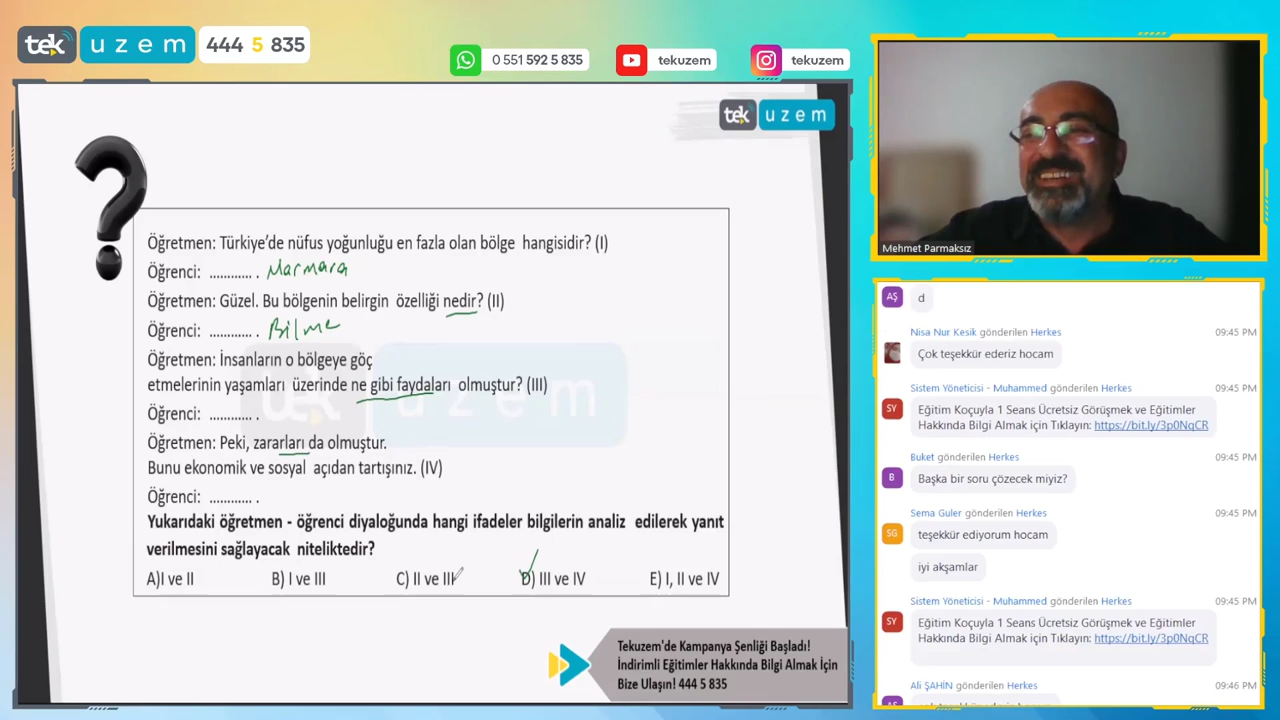 tek uzem 444 5 835
0 551 592 5 835
tekuzem
tekuzem
tek uzem
Öğretmen: Türkiye’de nüfus yoğunluğu en fazla olan bölge hangisidir? (I)
Öğrenci: ............ . Marmara
Öğretmen: Güzel. Bu bölgenin belirgin özelliği nedir? (II)
Öğrenci: ............ . Bilme
Öğretmen: İnsanların o bölgeye göç
etmelerinin yaşamları üzerinde ne gibi faydaları olmuştur? (III)
tek uzem
Öğrenci: ............ .
Öğretmen: Peki, zararları da olmuştur.
Bunu ekonomik ve sosyal açıdan tartışınız. (IV)
Öğrenci: ............ .
Yukarıdaki öğretmen - öğrenci diyaloğunda hangi ifadeler bilgilerin analiz edilerek yanıt
verilmesini sağlayacak niteliktedir?
A)I ve II B) I ve III C) II ve III D) III ve IV E) I, II ve IV
Tekuzem'de Kampanya Şenliği Başladı!
İndirimli Eğitimler Hakkında Bilgi Almak İçin
Bize Ulaşın! 444 5 835
Mehmet Parmaksız
AŞ d
Nisa Nur Kesik gönderilen Herkes 09:45 PM
Çok teşekkür ederiz hocam
Sistem Yöneticisi - Muhammed gönderilen Herkes 09:45 PM
SY Eğitim Koçuyla 1 Seans Ücretsiz Görüşmek ve Eğitimler
Hakkında Bilgi Almak için Tıklayın: https://bit.ly/3p0NqCR
Buket gönderilen Herkes 09:45 PM
B Başka bir soru çözecek miyiz?
Sema Guler gönderilen Herkes 09:45 PM
SG teşekkür ediyorum hocam
iyi akşamlar
Sistem Yöneticisi - Muhammed gönderilen Herkes 09:45 PM
SY Eğitim Koçuyla 1 Seans Ücretsiz Görüşmek ve Eğitimler
Hakkında Bilgi Almak için Tıklayın: https://bit.ly/3p0NqCR
Ali ŞAHİN gönderilen Herkes 09:46 PM